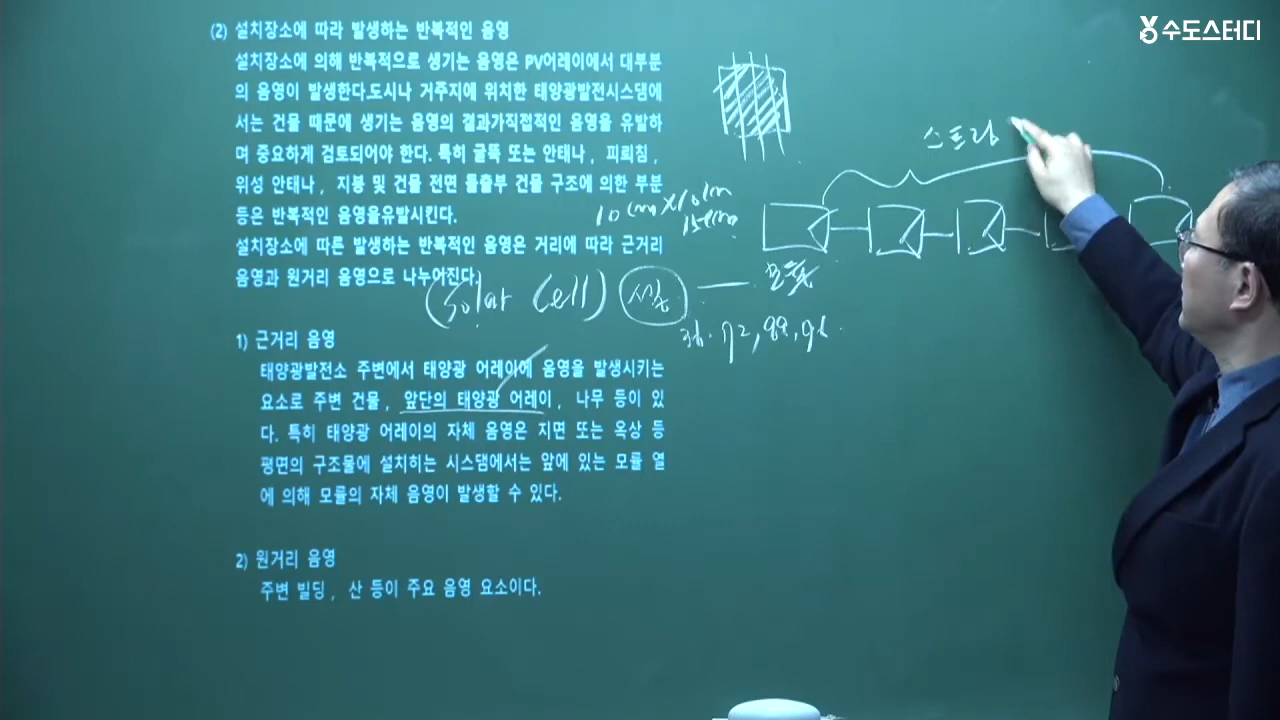 수도스터디
(2) 설치장소에 따라 발생하는 반복적인 음영
설치장소에 의해 반복적으로 생기는 음영은 PV어레이에서 대부분
의 음영이 발생한다.도시나 거주지에 위치한 태양광발전시스템에
서는 건물 때문에 생기는 음영의 결과가직접적인 음영을 유발하
며 중요하게 검토되어야 한다. 특히 굴뚝 또는 안태나, 피뢰침,
위성 안테나, 지붕 및 건물 전면 돌출부 건물 구조에 의한 부분
등은 반복적인 음영을유발시킨다.
설치장소에 따른 발생하는 반복적인 음영은 거리에 따라 근거리
음영과 원거리 음영으로 나누어진다.
1) 근거리 음영
태양광발전소 주변에서 태양광 어레이에 음영을 발생시키는
요소로 주변 건물, 앞단의 태양광 어레이, 나무 등이 있
다. 특히 태양광 어레이의 자체 음영은 지면 또는 옥상 등
평면의 구조물에 설치히는 시스댐에서는 앞에 있는 모률 열
에 의해 모률의 자체 음영이 발생할 수 있다.
2) 원거리 음영
주변 빌딩, 산 등이 주요 음영 요소이다.
스트링
10cm×10cm
15cm
(Solar Cell)
72, 88, 96